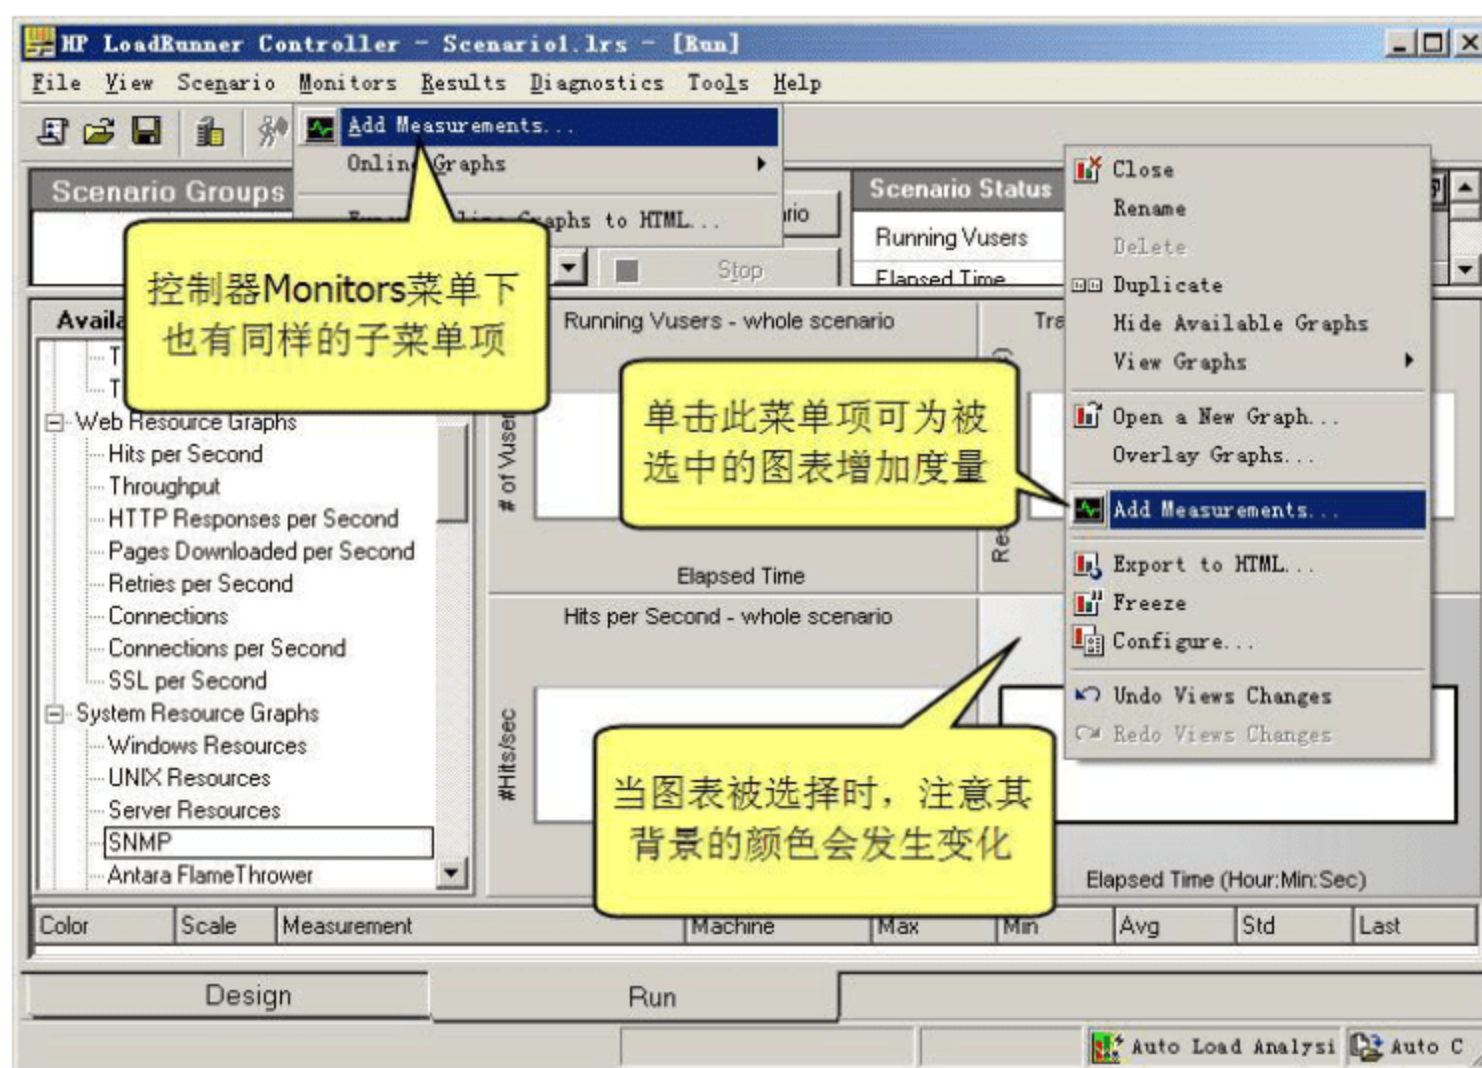 HP LoadRunner Controller - Scenario1.lrs - [Run]
File View Scenario Monitors Results Diagnostics Tools Help
Add Measurements...
Online Graphs
Graphs to HTML...
Scenario Groups
Stop
Scenario Status
Running Vusers
Elapsed Time
控制器Monitors菜单下
也有同样的子菜单项
Web Resource Graphs
Hits per Second
Throughput
HTTP Responses per Second
Pages Downloaded per Second
Retries per Second
Connections
Connections per Second
SSL per Second
System Resource Graphs
Windows Resources
UNIX Resources
Server Resources
SNMP
Antara FlameThrower
Running Vusers - whole scenario
# of Vuser
Elapsed Time
单击此菜单项可为被
选中的图表增加度量
Hits per Second - whole scenario
#Hits/sec
当图表被选择时，注意其
背景的颜色会发生变化
Elapsed Time (Hour:Min:Sec)
Close
Rename
Delete
Duplicate
Hide Available Graphs
View Graphs
Open a New Graph...
Overlay Graphs...
Add Measurements...
Export to HTML...
Freeze
Configure...
Undo Views Changes
Redo Views Changes
Color Scale Measurement Machine Max Min Avg Std Last
Design Run
Auto Load Analysi Auto C